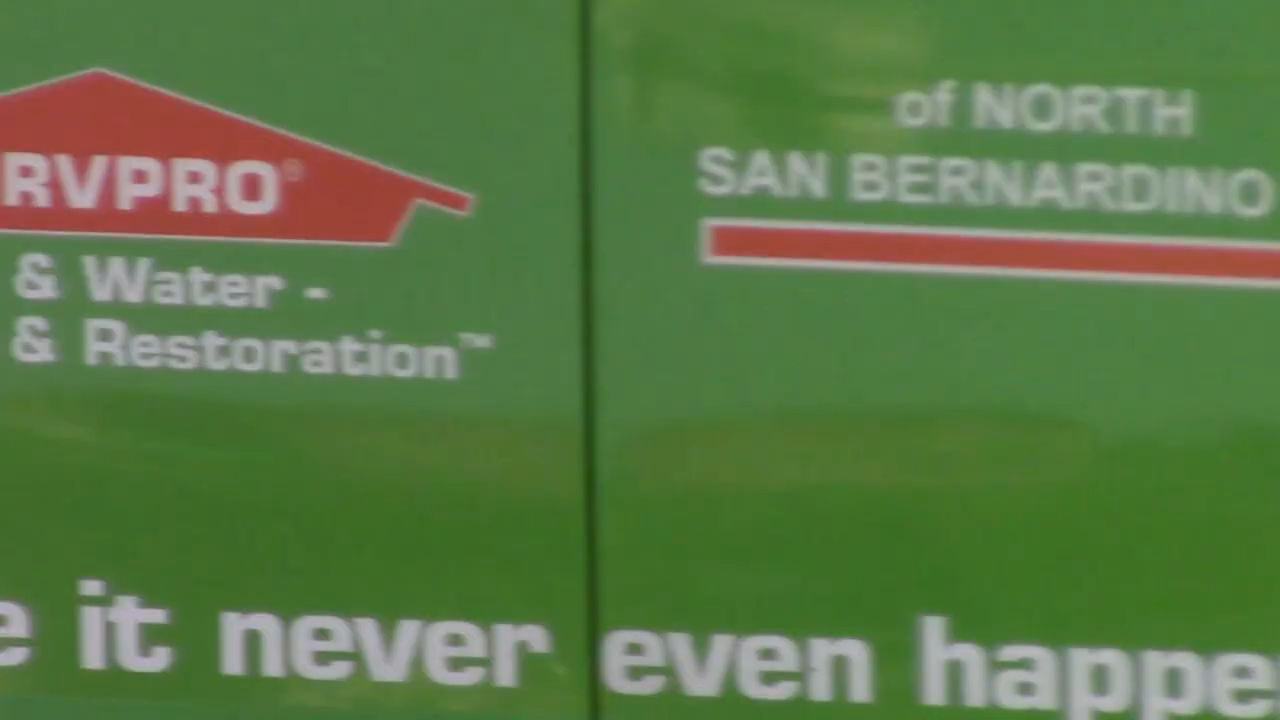 RVPRO®
& Water -
& Restoration™
of NORTH
SAN BERNARDINO
e it never even happe